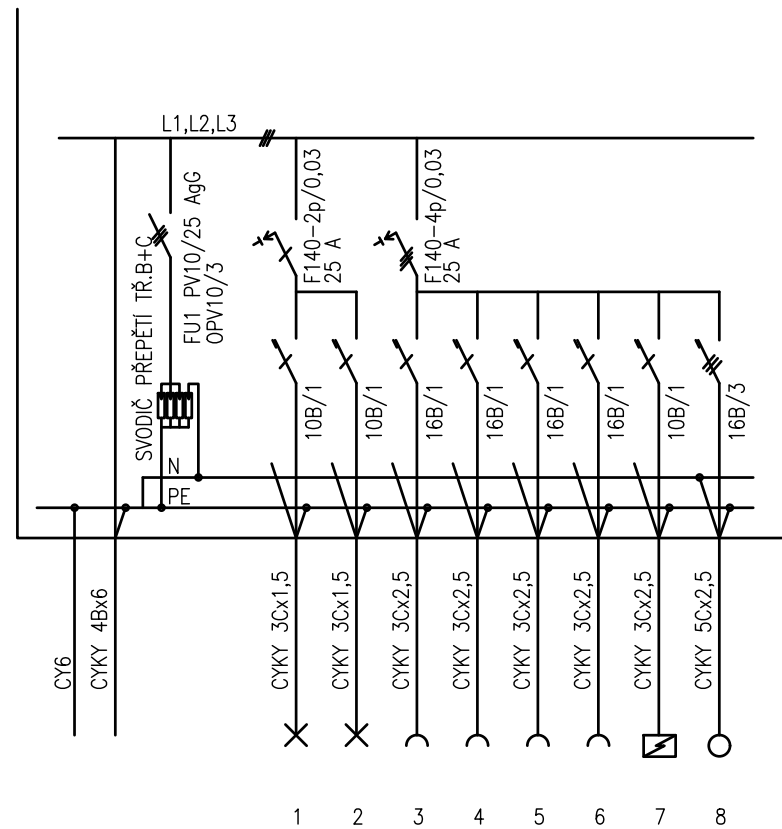 L1,L2,L3
SVODIČ PŘEPĚTÍ TŘ.B+C
FU1 PV10/25 AgG
OPV10/3
F140-2p/0,03
25 A
F140-4p/0,03
25 A
10B/1
10B/1
16B/1
16B/1
16B/1
16B/1
10B/1
16B/3
N
PE
CY6
CYKY 4Bx6
CYKY 3Cx1,5
CYKY 3Cx1,5
CYKY 3Cx2,5
CYKY 3Cx2,5
CYKY 3Cx2,5
CYKY 3Cx2,5
CYKY 3Cx2,5
CYKY 5Cx2,5
1 2 3 4 5 6 7 8